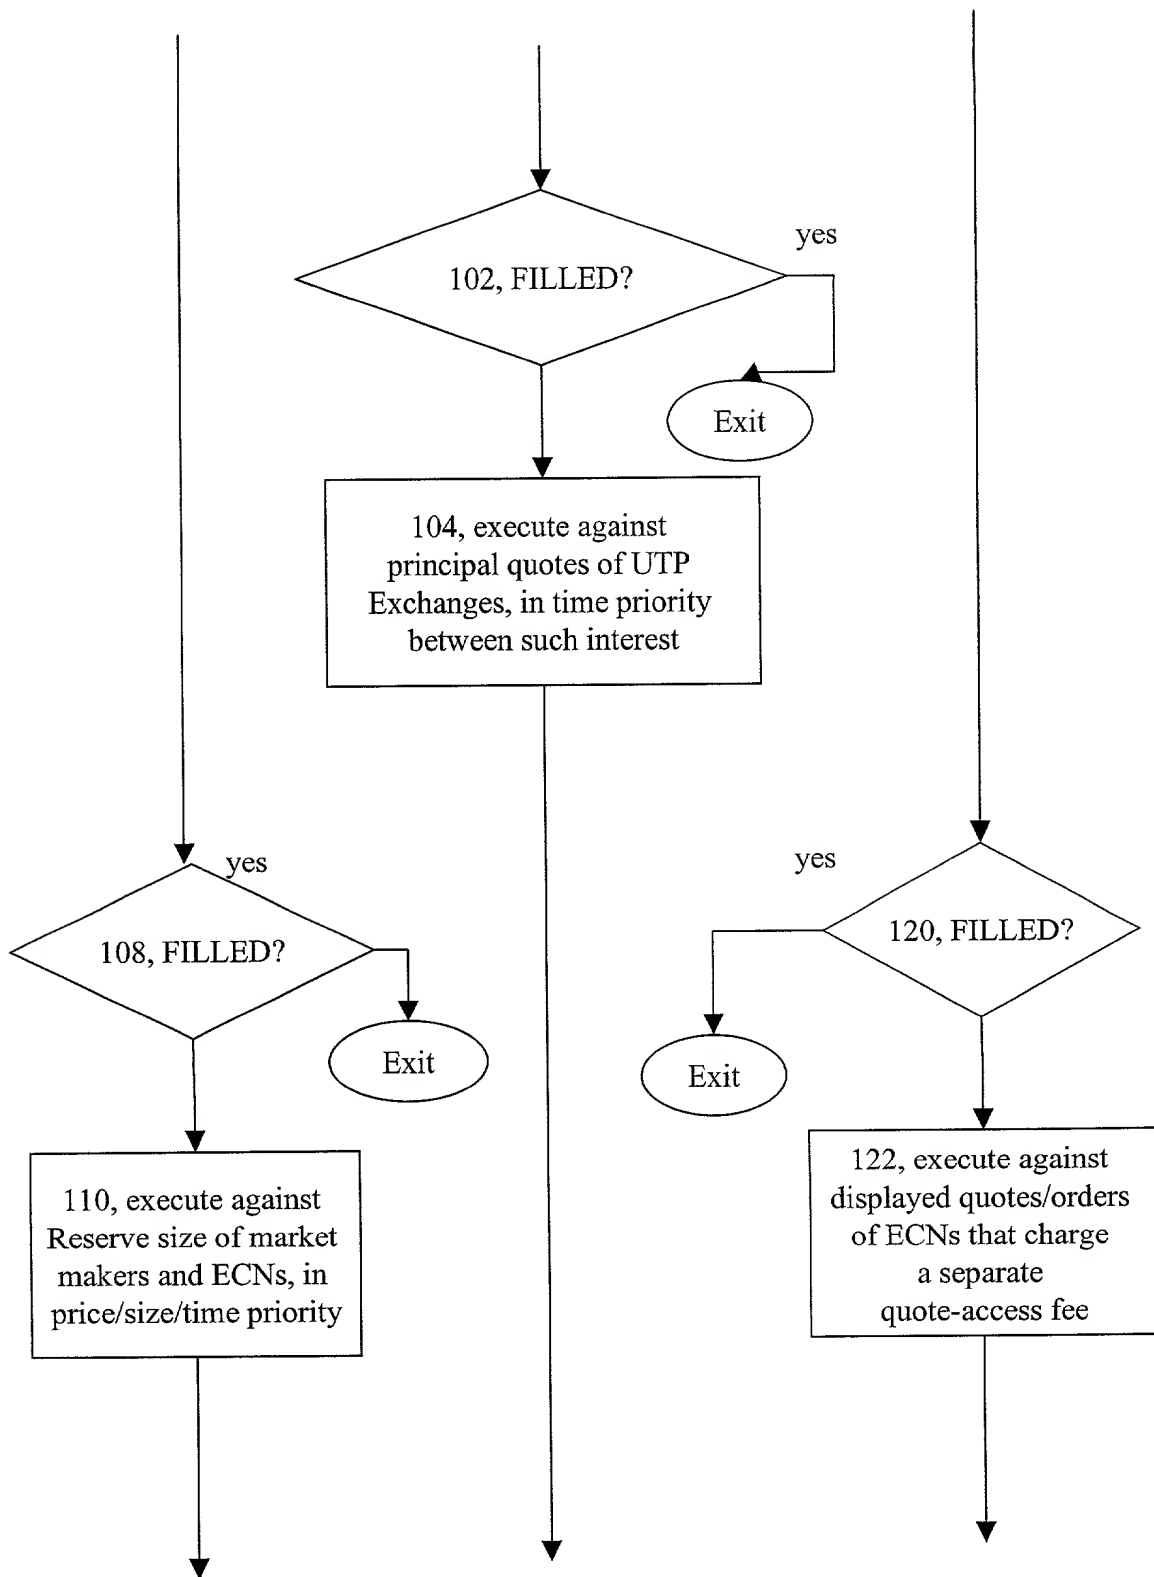 yes
102, FILLED?
Exit
104, execute against
principal quotes of UTP
Exchanges, in time priority
between such interest
yes
108, FILLED?
Exit
110, execute against
Reserve size of market
makers and ECNs, in
price/size/time priority
yes
120, FILLED?
Exit
122, execute against
displayed quotes/orders
of ECNs that charge
a separate
quote-access fee